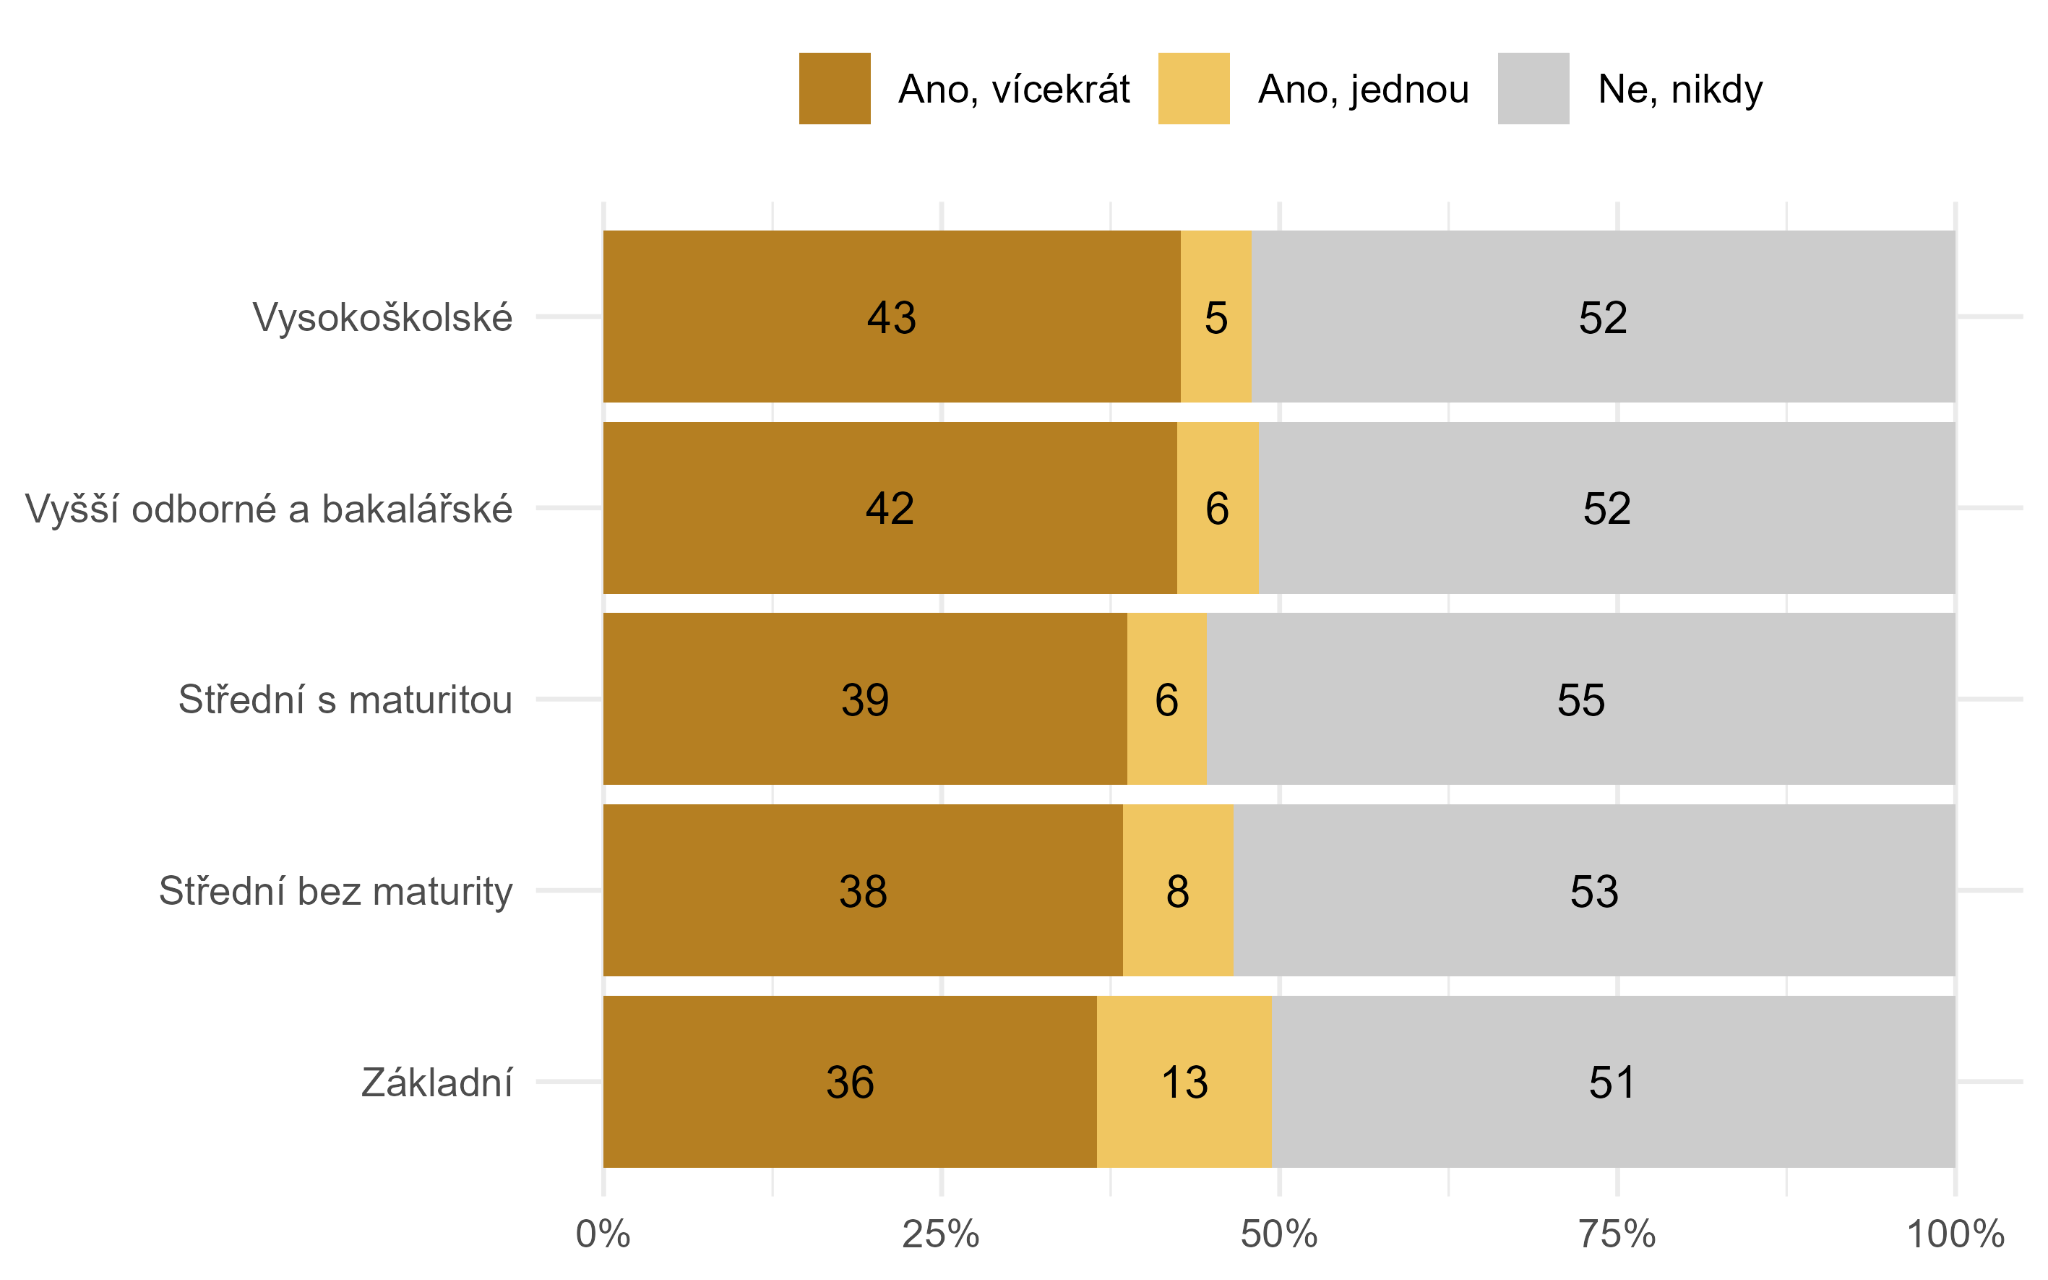 Ano, vícekrát Ano, jednou Ne, nikdy
Vysokoškolské 43 5 52
Vyšší odborné a bakalářské 42 6 52
Střední s maturitou 39 6 55
Střední bez maturity 38 8 53
Základní 36 13 51
0% 25% 50% 75% 100%